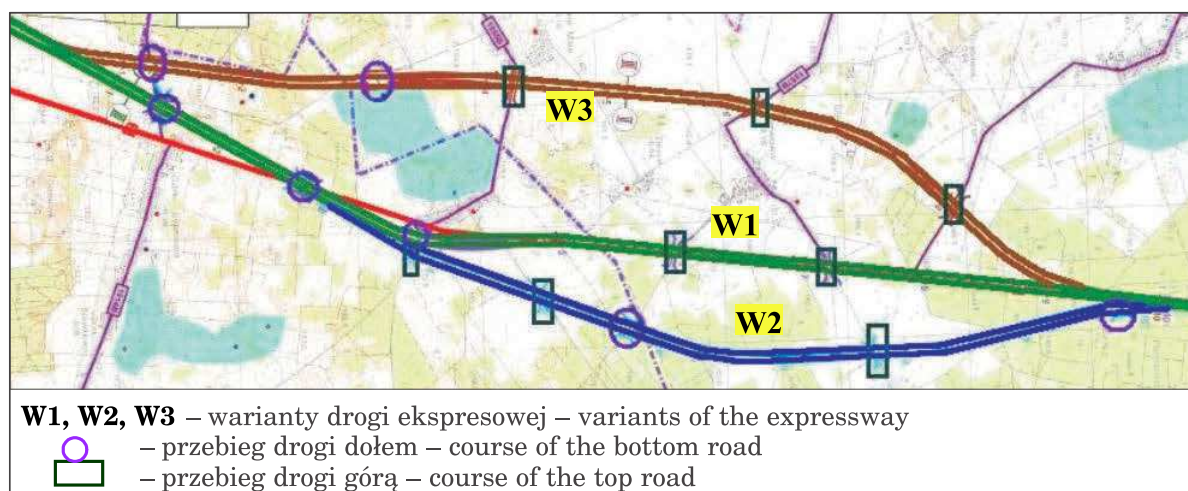 W3
W1
W2
W1, W2, W3 – warianty drogi ekspresowej – variants of the expressway
– przebieg drogi dołem – course of the bottom road
– przebieg drogi górą – course of the top road